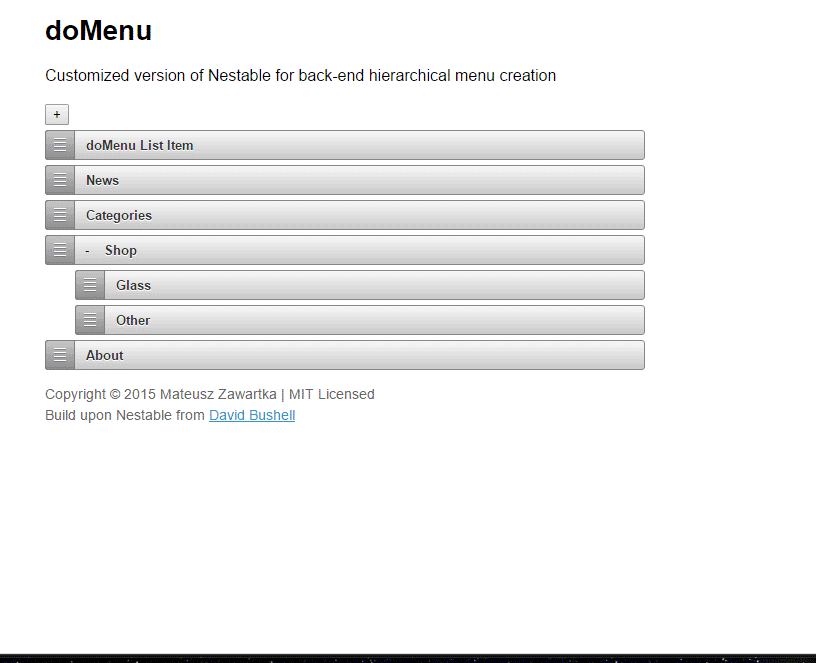 doMenu
Customized version of Nestable for back-end hierarchical menu creation
+
doMenu List Item
News
Categories
- Shop
Glass
Other
About
Copyright © 2015 Mateusz Zawartka | MIT Licensed
Build upon Nestable from David Bushell